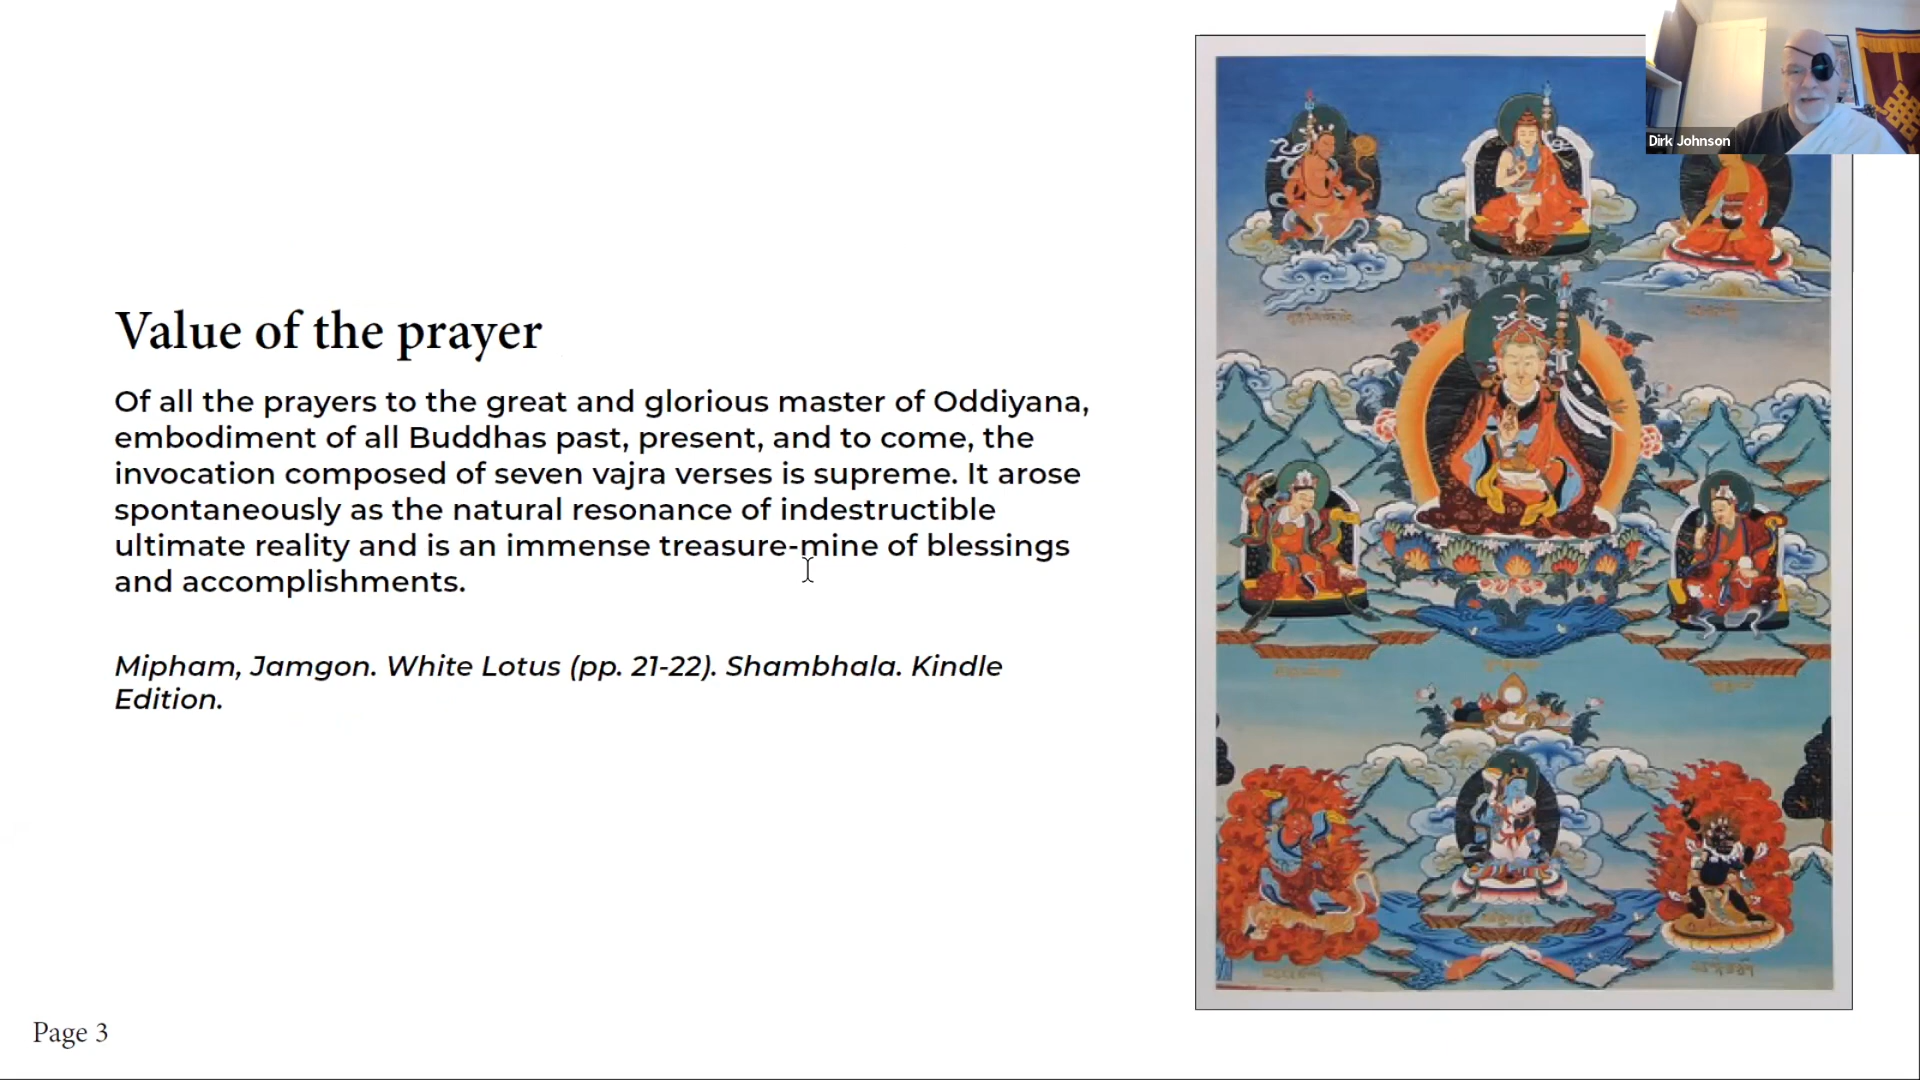 Dirk Johnson
Value of the prayer
Of all the prayers to the great and glorious master of Oddiyana,
embodiment of all Buddhas past, present, and to come, the
invocation composed of seven vajra verses is supreme. It arose
spontaneously as the natural resonance of indestructible
ultimate reality and is an immense treasure-mine of blessings
and accomplishments.
Mipham, Jamgon. White Lotus (pp. 21-22). Shambhala. Kindle
Edition.
Page 3